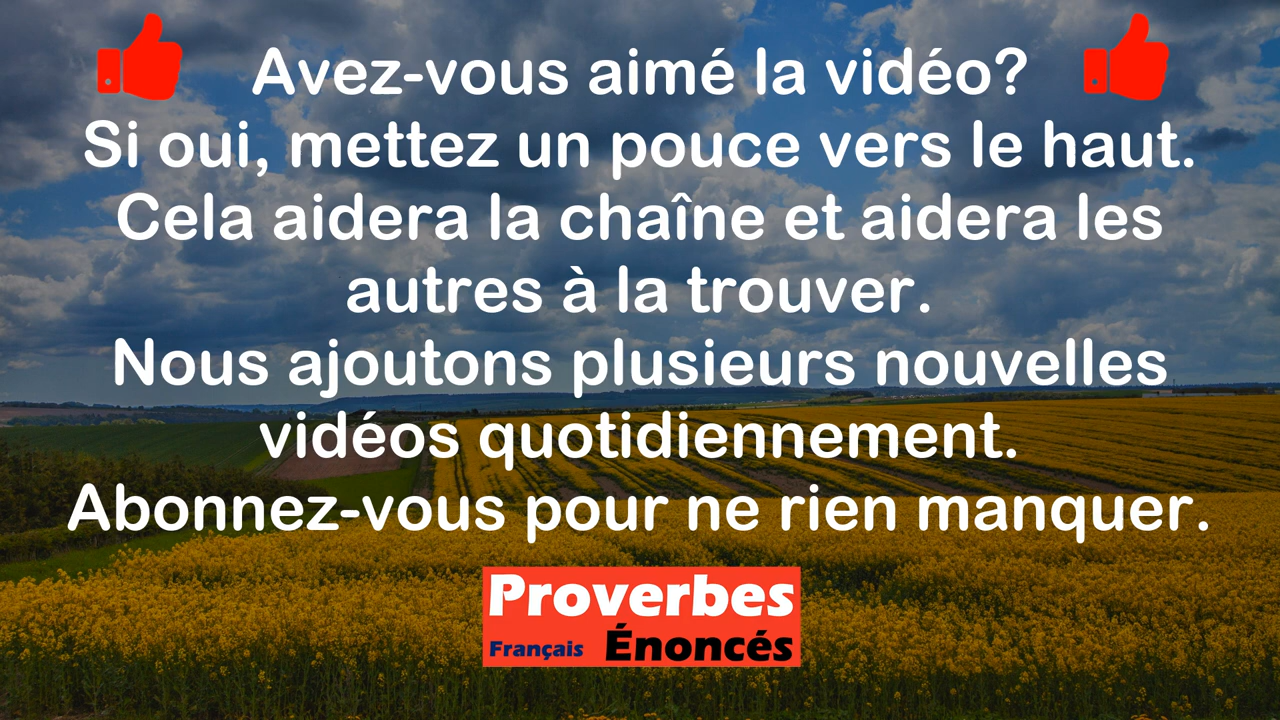 Avez-vous aimé la vidéo?
Si oui, mettez un pouce vers le haut.
Cela aidera la chaîne et aidera les
autres à la trouver.
Nous ajoutons plusieurs nouvelles
vidéos quotidiennement.
Abonnez-vous pour ne rien manquer.
Proverbes
Français Énoncés